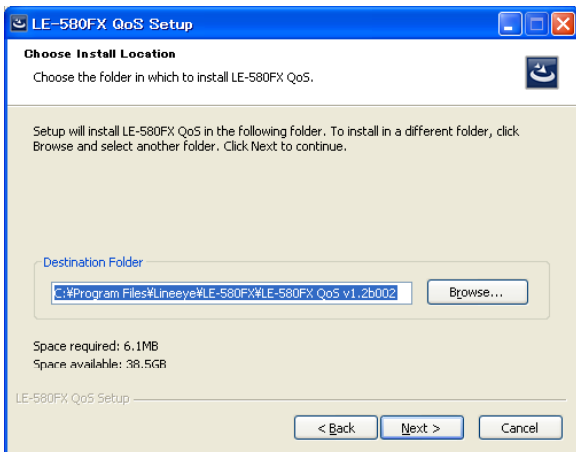 LE-580FX QoS Setup
Choose Install Location
Choose the folder in which to install LE-580FX QoS.
Setup will install LE-580FX QoS in the following folder. To install in a different folder, click
Browse and select another folder. Click Next to continue.
Destination Folder
C:¥Program Files¥Lineeye¥LE-580FX¥LE-580FX QoS v1.2b002
Browse...
Space required: 6.1MB
Space available: 38.5GB
LE-580FX QoS Setup
< Back Next > Cancel